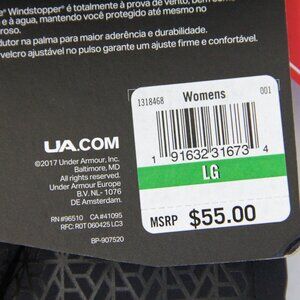 ® Windstopper® é totalmente à prova de vento, bem como
e à água, mantendo você protegido até mesmo
roso.
dutor na palma para maior aderência e durabilidade.
velcro ajustável ao pulso garante um ajuste firme e confortável.
UA.COM
©2017 Under Armour, Inc.
Baltimore, MD
All rights reserved.
Under Armour Europe
B.V. NL-1076 EE
DE Amsterdam.
RN #96510 CA #41095
RFC: RDT 060425 LC3
BP-907520
Womens
1318468 001
1 91632 31673 4
LG
MSRP $55.00